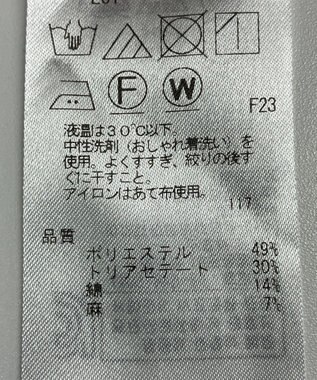 F
W
F23
液温は30℃以下。
中性洗剤（おしゃれ着洗い）を
使用。よくすすぎ、絞りの後す
ぐに干すこと。
アイロンはあて布使用。
117
品質
ポリエステル 49%
トリアセテート 30%
綿 14%
麻 7%